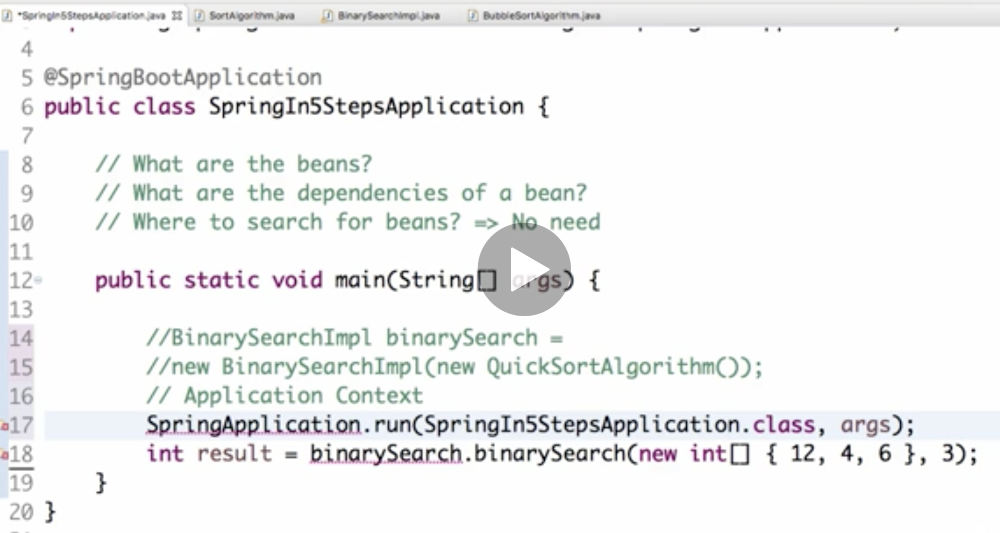 *SpringIn5StepsApplication.java SortAlgorithm.java BinarySearchImpl.java BubbleSortAlgorithm.java
4
5 @SpringBootApplication
6 public class SpringIn5StepsApplication {
7
8 // What are the beans?
9 // What are the dependencies of a bean?
10 // Where to search for beans? => No need
11
12 public static void main(String[] args) {
13
14 //BinarySearchImpl binarySearch =
15 //new BinarySearchImpl(new QuickSortAlgorithm());
16 // Application Context
17 SpringApplication.run(SpringIn5StepsApplication.class, args);
18 int result = binarySearch.binarySearch(new int[] { 12, 4, 6 }, 3);
19 }
20 }